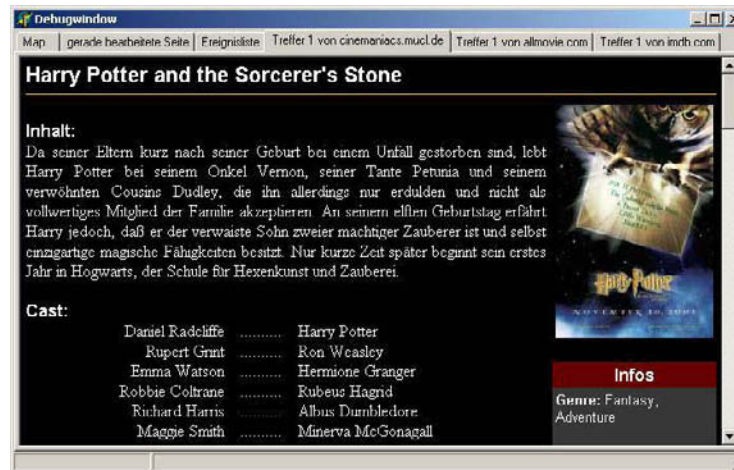 Debugwindow
Map
gerade bearbeitete Seite
Ereignisliste
Treffer 1 von cinemaniacs.mucl.de
Treffer 1 von allmovie.com
Treffer 1 von imdb.com
Harry Potter and the Sorcerer's Stone
Inhalt:
Da seiner Eltern kurz nach seiner Geburt bei einem Unfall gestorben sind, lebt
Harry Potter bei seinem Onkel Vernon, seiner Tante Petunia und seinem
verwöhnten Cousins Dudley, die ihn allerdings nur erdulden und nicht als
vollwertiges Mitglied der Familie akzeptieren. An seinem elften Geburtstag erfährt
Harry jedoch, daß er der verwaiste Sohn zweier mächtiger Zauberer ist und selbst
einzigartige magische Fähigkeiten besitzt. Nur kurze Zeit später beginnt sein erstes
Jahr in Hogwarts, der Schule für Hexenkunst und Zauberei.
Cast:
Daniel Radcliffe .......... Harry Potter
Rupert Grint .......... Ron Weasley
Emma Watson .......... Hermione Granger
Robbie Coltrane .......... Rubeus Hagrid
Richard Harris .......... Albus Dumbledore
Maggie Smith .......... Minerva McGonagall
Harry Potter
NOVEMBER 16, 2001
Infos
Genre: Fantasy,
Adventure